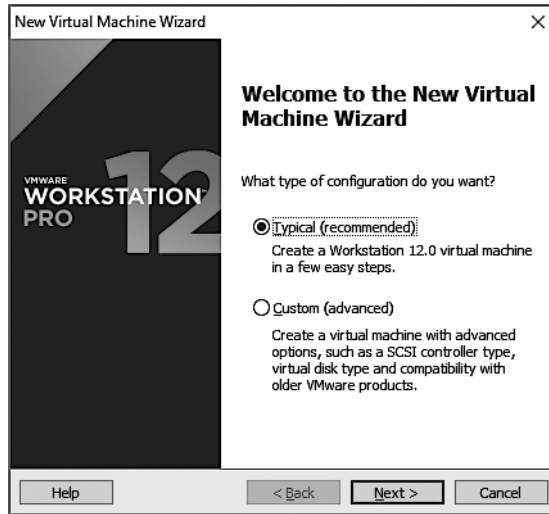 New Virtual Machine Wizard
VMWARE
WORKSTATION™
PRO
12
Welcome to the New Virtual
Machine Wizard
What type of configuration do you want?
Typical (recommended)
Create a Workstation 12.0 virtual machine
in a few easy steps.
Custom (advanced)
Create a virtual machine with advanced
options, such as a SCSI controller type,
virtual disk type and compatibility with
older VMware products.
Help
< Back
Next >
Cancel